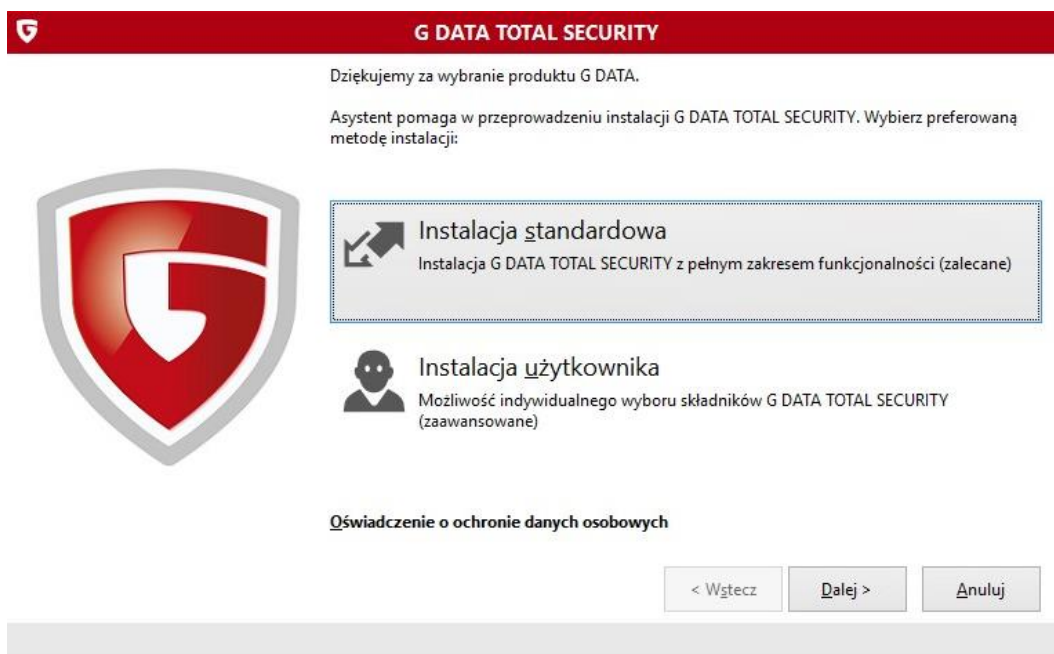 G DATA TOTAL SECURITY
Dziękujemy za wybranie produktu G DATA.
Asystent pomaga w przeprowadzeniu instalacji G DATA TOTAL SECURITY. Wybierz preferowaną
metodę instalacji:
Instalacja standardowa
Instalacja G DATA TOTAL SECURITY z pełnym zakresem funkcjonalności (zalecane)
Instalacja użytkownika
Możliwość indywidualnego wyboru składników G DATA TOTAL SECURITY
(zaawansowane)
Oświadczenie o ochronie danych osobowych
< Wstecz
Dalej >
Anuluj